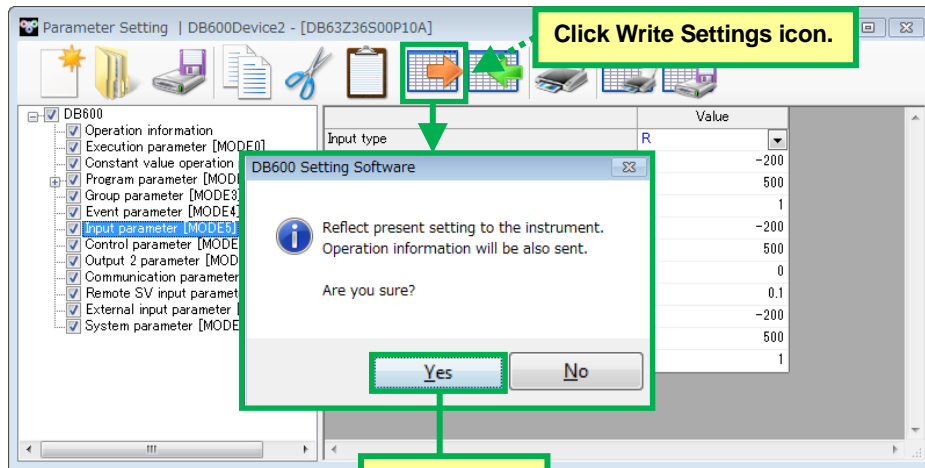 Parameter Setting | DB600Device2 - [DB63Z36S00P10A]
Click Write Settings icon.
DB600
Operation information
Execution parameter [MODE0]
Constant value operation
Program parameter [MOD
Group parameter [MODE3]
Event parameter [MODE4]
Input parameter [MODE5]
Control parameter [MODE
Output 2 parameter [MOD
Communication parameter
Remote SV input paramet
External input parameter [
System parameter [MODE
Value
Input type R
-200
500
1
-200
500
0
0.1
-200
500
1
DB600 Setting Software
Reflect present setting to the instrument.
Operation information will be also sent.
Are you sure?
Yes
No